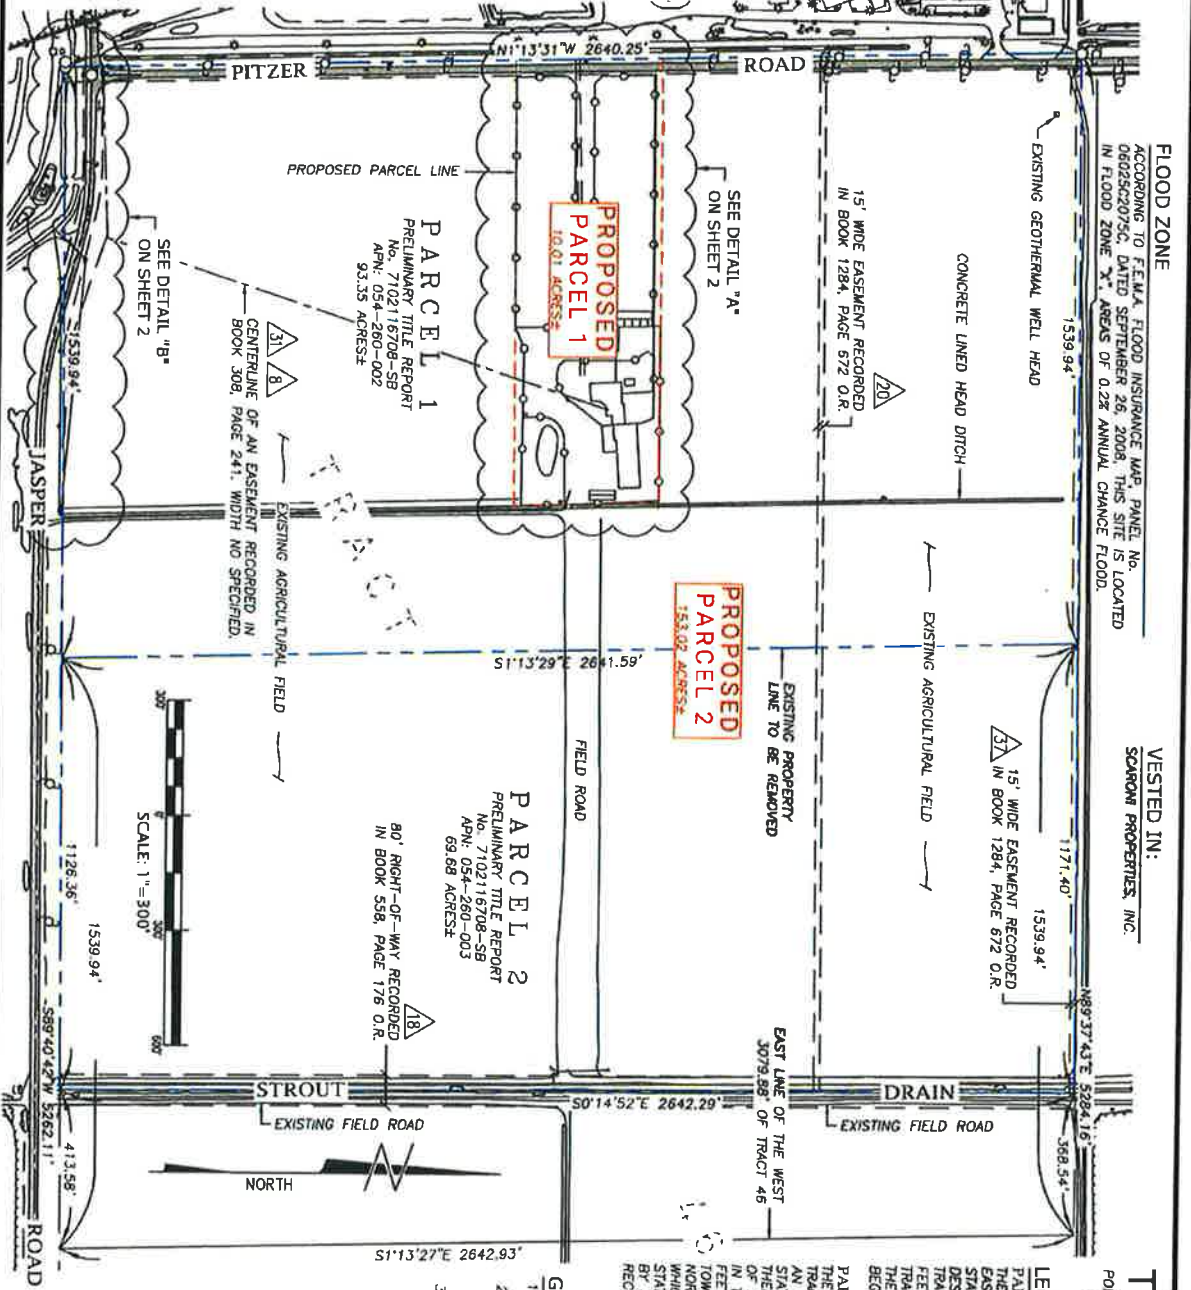 FLOOD ZONE
ACCORDING TO F.E.M.A. FLOOD INSURANCE MAP, PANEL No.
06025C2075C, DATED SEPTEMBER 26, 2008, THIS SITE IS LOCATED
IN FLOOD ZONE "X", AREAS OF 0.2% ANNUAL CHANCE FLOOD.
VESTED IN:
SCARONI PROPERTIES, INC.
1539.94'
1539.94'
1171.40'
N89°37'43"E 5284.16'
368.54'
EXISTING GEOTHERMAL WELL HEAD
CONCRETE LINED HEAD DITCH
EXISTING AGRICULTURAL FIELD
37
15' WIDE EASEMENT RECORDED
IN BOOK 1284, PAGE 672 O.R.
20
15' WIDE EASEMENT RECORDED
IN BOOK 1284, PAGE 672 O.R.
SEE DETAIL "A"
ON SHEET 2
EXISTING PROPERTY
LINE TO BE REMOVED
EAST LINE OF THE WEST
3079.88' OF TRACT 46
N1°13'31"W 2640.25'
PITZER
ROAD
PROPOSED
PARCEL 1
10.01 ACRES±
PROPOSED
PARCEL 2
153.02 ACRES±
PROPOSED PARCEL LINE
S1°13'29"E 2641.59'
FIELD ROAD
PARCEL 1
PRELIMINARY TITLE REPORT
No. 7102116708-SB
APN: 054-260-002
93.35 ACRES±
PARCEL 2
PRELIMINARY TITLE REPORT
No. 7102116708-SB
APN: 054-260-003
69.68 ACRES±
18
80' RIGHT-OF-WAY RECORDED
IN BOOK 558, PAGE 176 O.R.
TRACT
LO
31
8
CENTERLINE OF AN EASEMENT RECORDED IN
BOOK 308, PAGE 241. WIDTH NO SPECIFIED.
EXISTING AGRICULTURAL FIELD
SEE DETAIL "B"
ON SHEET 2
300'
0'
300'
600'
SCALE: 1"=300'
STROUT
DRAIN
S0°14'52"E 2642.29'
EXISTING FIELD ROAD
EXISTING FIELD ROAD
NORTH
S1°13'27"E 2642.93'
1539.94'
1126.36'
1539.94'
S89°40'42"W 5262.11'
413.58'
JASPER
ROAD